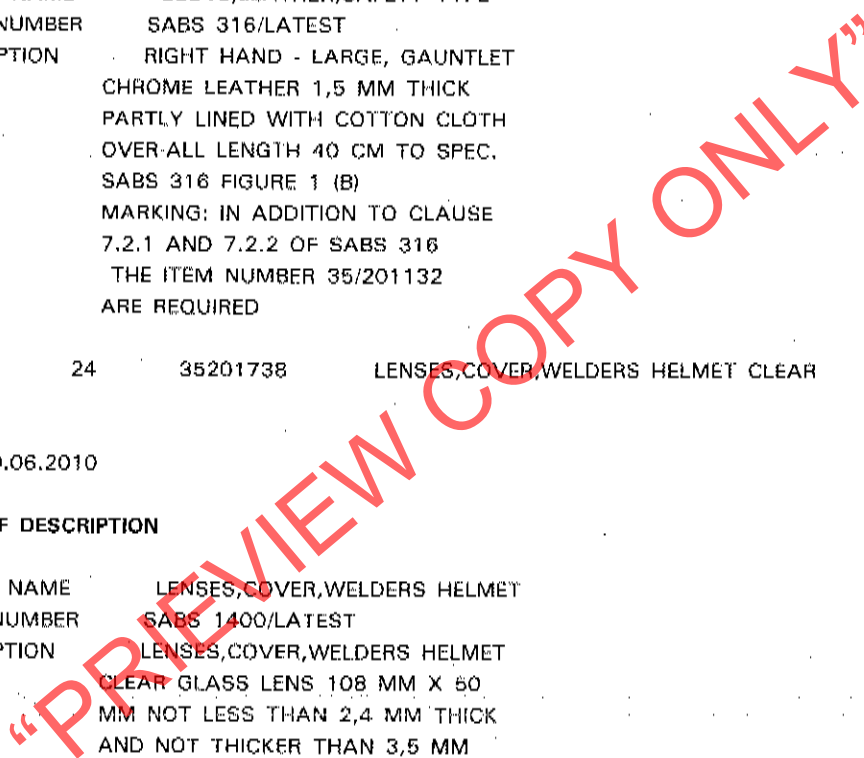 NUMBER SABS 316/LATEST
PTION RIGHT HAND - LARGE, GAUNTLET
CHROME LEATHER 1,5 MM THICK
PARTLY LINED WITH COTTON CLOTH
OVER-ALL LENGTH 40 CM TO SPEC.
SABS 316 FIGURE 1 (B)
MARKING: IN ADDITION TO CLAUSE
7.2.1 AND 7.2.2 OF SABS 316
THE ITEM NUMBER 35/201132
ARE REQUIRED
24 35201738 LENSES,COVER,WELDERS HELMET CLEAR
.06.2010
F DESCRIPTION
NAME LENSES,COVER,WELDERS HELMET
NUMBER SABS 1400/LATEST
PTION LENSES,COVER,WELDERS HELMET
CLEAR GLASS LENS 108 MM X 50
MM NOT LESS THAN 2,4 MM THICK
AND NOT THICKER THAN 3,5 MM
“PRIEVIEW COPY ONLY”